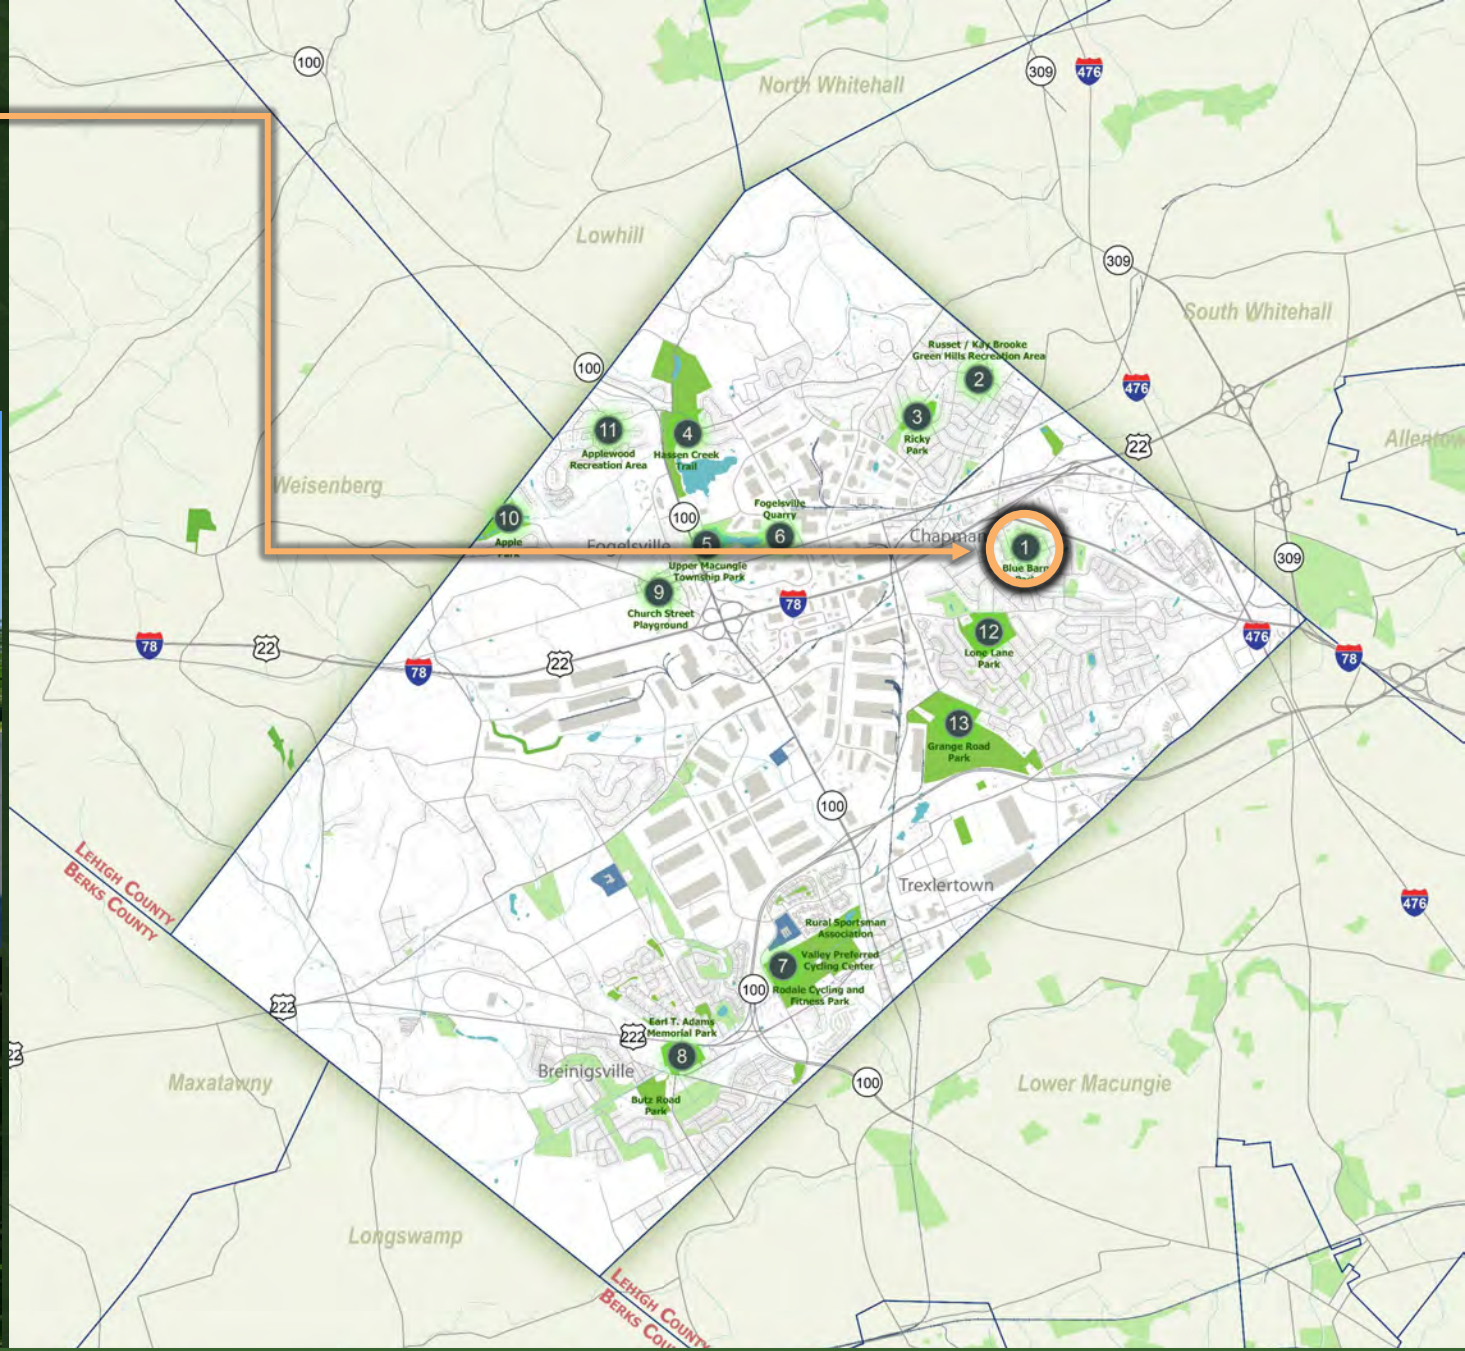 100
North Whitehall
309
476
Lowhill
309
South Whitehall
Russet / Kay Brooke
Green Hills Recreation Area
100
2
476
3
Ricky
Park
11
4
Applewood
Recreation Area
Hassen Creek
Trail
22
Weisenberg
Fogelsville
Quarry
10
100
6
Apple
Fogelsville
5
Chapman
1
Blue Barn
309
Upper Macungie
Township Park
9
Church Street
Playground
78
12
Lone Lane
Park
476
78
22
22
78
78
13
Grange Road
Park
100
LEHIGH COUNTY
BERKS COUNTY
Trexlertown
476
Rural Sportsman
Association
7
Valley Preferred
Cycling Center
100
Rodale Cycling and
Fitness Park
222
Earl T. Adams
Memorial Park
222
8
22
Breinigsville
Maxatawny
100
Lower Macungie
Butz Road
Park
Longswamp
LEHIGH COUNTY
BERKS